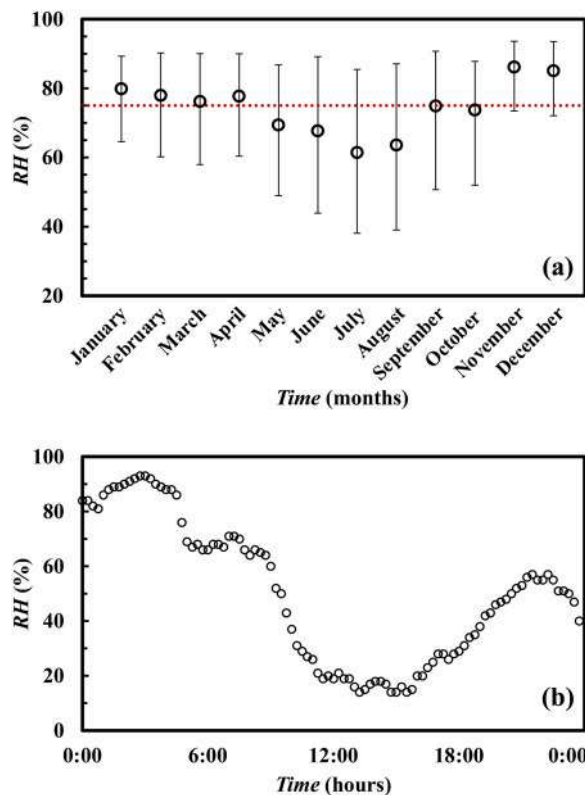 100
80
60
40
20
RH (%)
(a)
January
February
March
April
May
June
July
August
September
October
November
December
Time (months)
100
80
60
40
20
0
RH (%)
(b)
0:00 6:00 12:00 18:00 0:00
Time (hours)